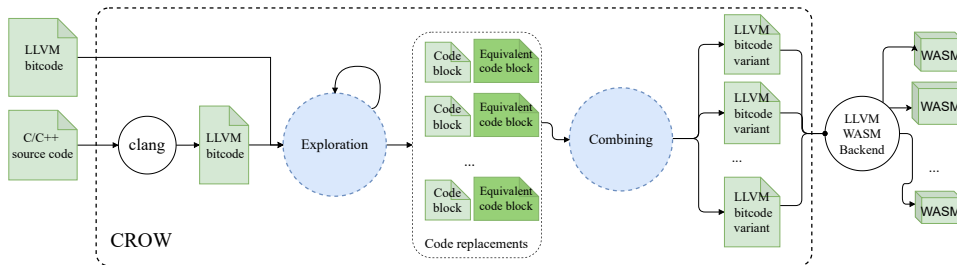 LLVM
bitcode
C/C++
source code
clang
LLVM
bitcode
Exploration
Code
block
Equivalent
code block
Code
block
Equivalent
code block
...
Code
block
Equivalent
code block
Code replacements
Combining
LLVM
bitcode
variant
LLVM
bitcode
variant
...
LLVM
bitcode
variant
LLVM
WASM
Backend
WASM
WASM
...
WASM
CROW